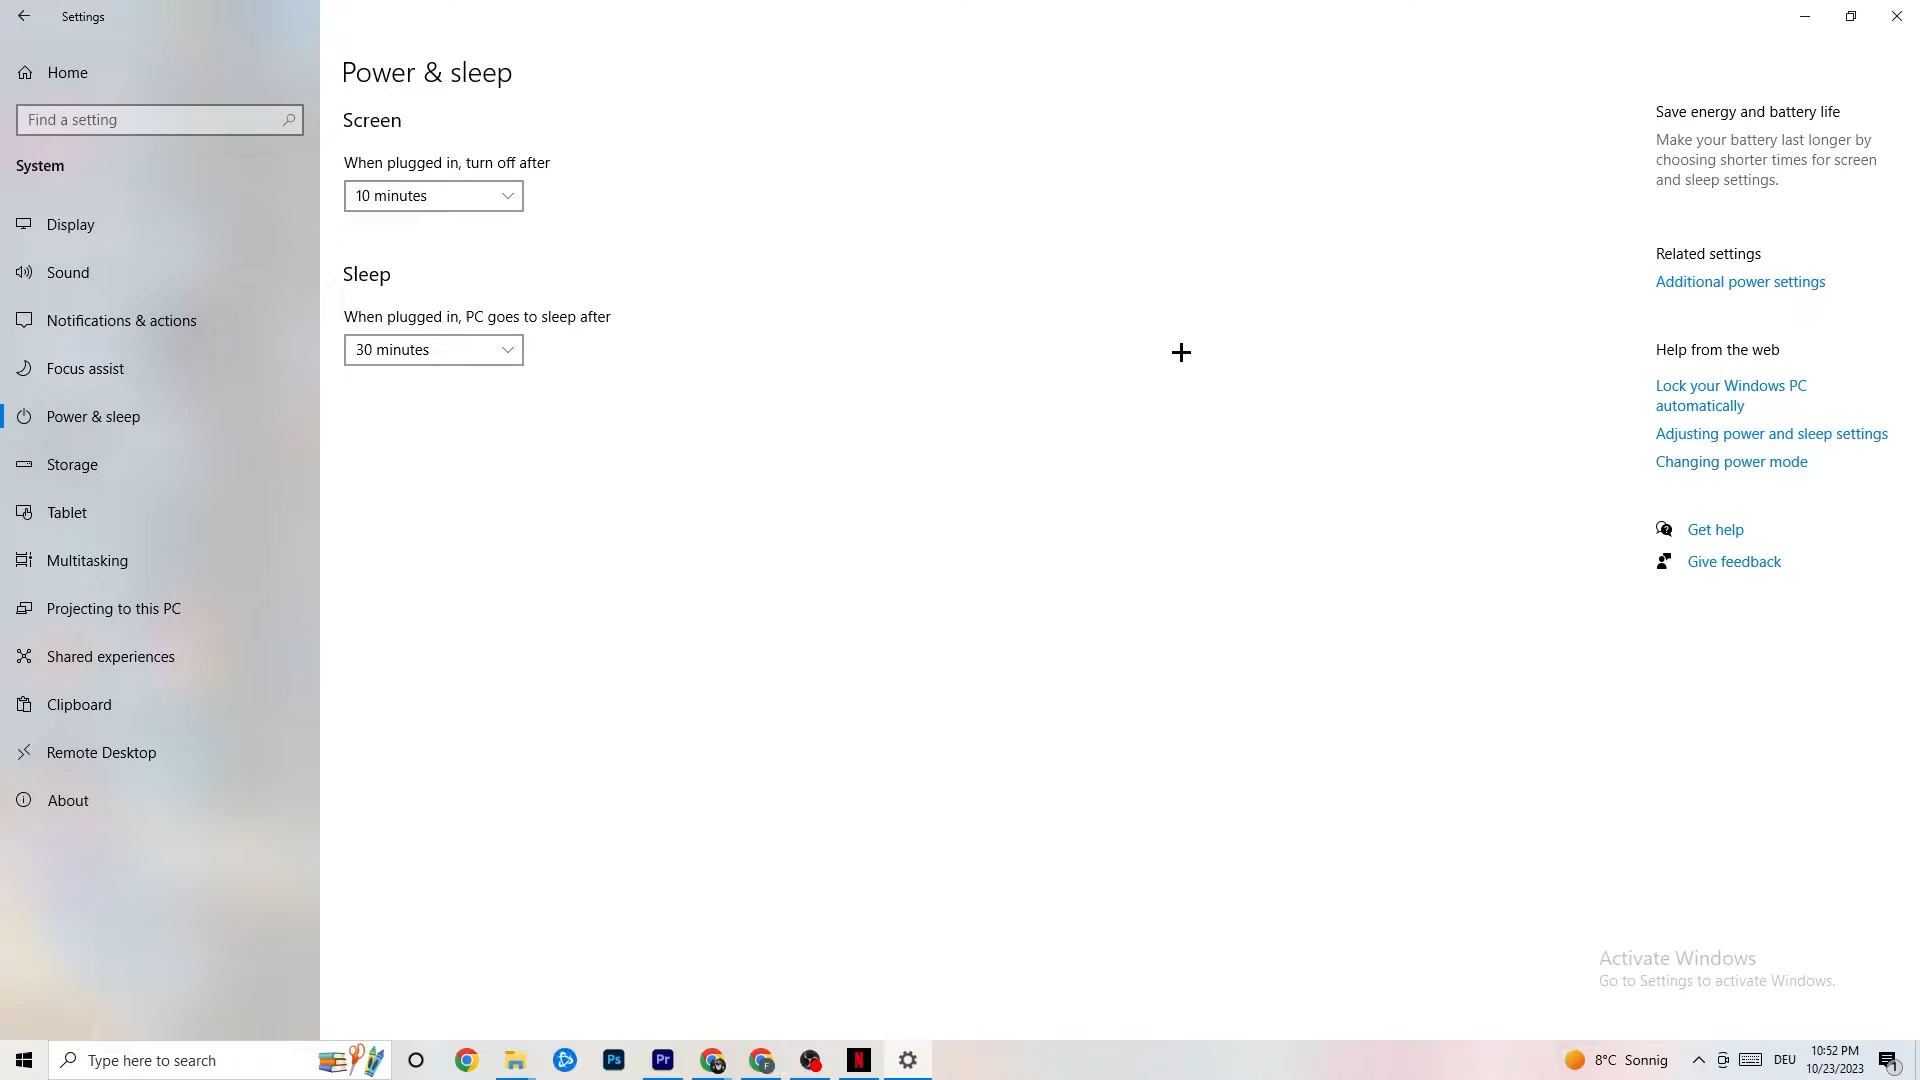 Settings
Home
Find a setting
System
Display
Sound
Notifications & actions
Focus assist
Power & sleep
Storage
Tablet
Multitasking
Projecting to this PC
Shared experiences
Clipboard
Remote Desktop
About
Power & sleep
Screen
When plugged in, turn off after
10 minutes
Sleep
When plugged in, PC goes to sleep after
30 minutes
Save energy and battery life
Make your battery last longer by
choosing shorter times for screen
and sleep settings.
Related settings
Additional power settings
Help from the web
Lock your Windows PC
automatically
Adjusting power and sleep settings
Changing power mode
Get help
Give feedback
Activate Windows
Go to Settings to activate Windows.
Type here to search
Ps
Pr
F
N
8°C Sonnig
DEU
10:52 PM
10/23/2023
1